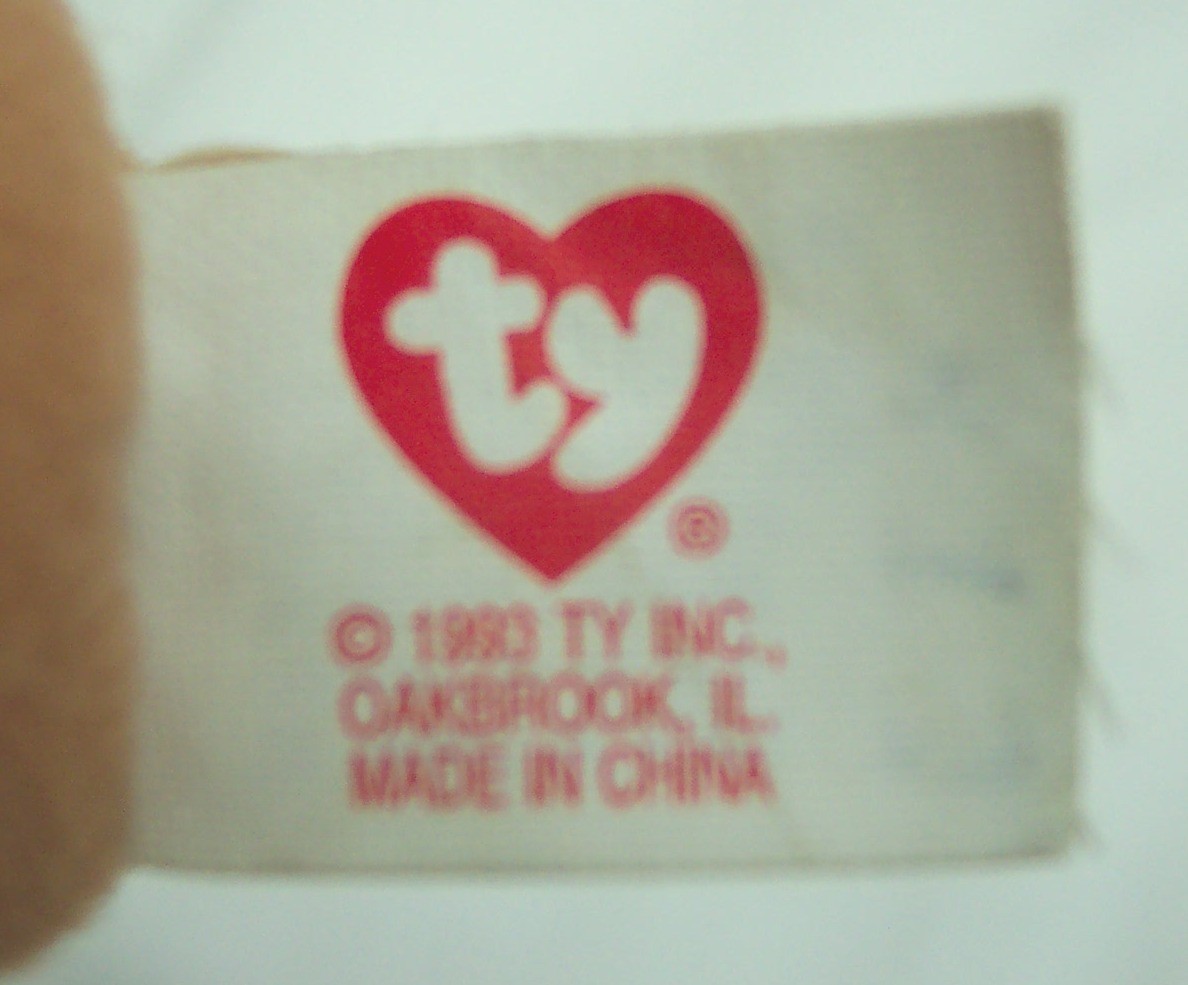 ty
®
© 1993 TY INC.,
OAKBROOK, IL.
MADE IN CHINA